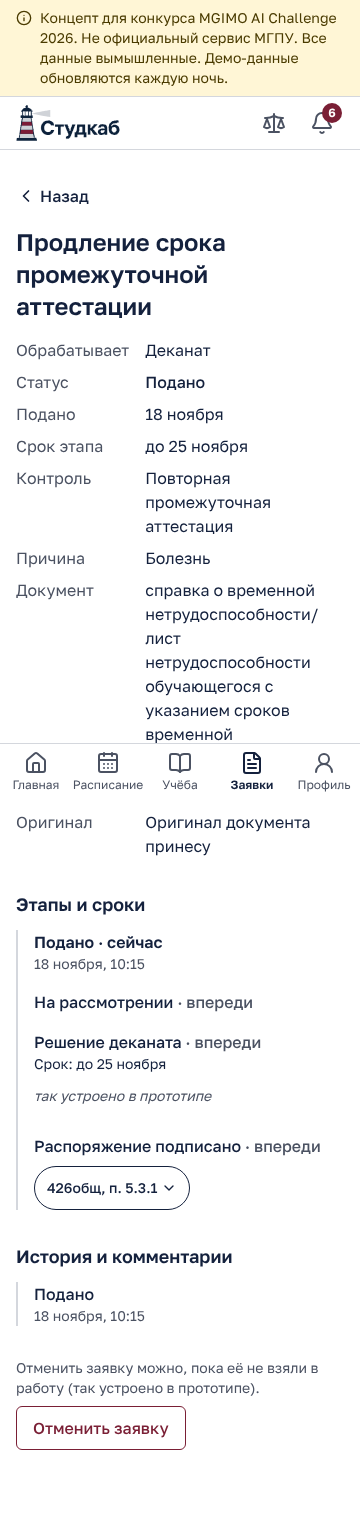 Концепт для конкурса MGIMO AI Challenge
2026. Не официальный сервис МГПУ. Все
данные вымышленные. Демо-данные
обновляются каждую ночь.
Студкаб
6
Назад
Продление срока
промежуточной
аттестации
Обрабатывает Деканат
Статус Подано
Подано 18 ноября
Срок этапа до 25 ноября
Контроль Повторная
промежуточная
аттестация
Причина Болезнь
Документ справка о временной
нетрудоспособности/
лист
нетрудоспособности
обучающегося с
указанием сроков
временной
Главная Расписание Учёба Заявки Профиль
Оригинал Оригинал документа
принесу
Этапы и сроки
Подано · сейчас
18 ноября, 10:15
На рассмотрении · впереди
Решение деканата · впереди
Срок: до 25 ноября
так устроено в прототипе
Распоряжение подписано · впереди
426общ, п. 5.3.1
История и комментарии
Подано
18 ноября, 10:15
Отменить заявку можно, пока её не взяли в
работу (так устроено в прототипе).
Отменить заявку